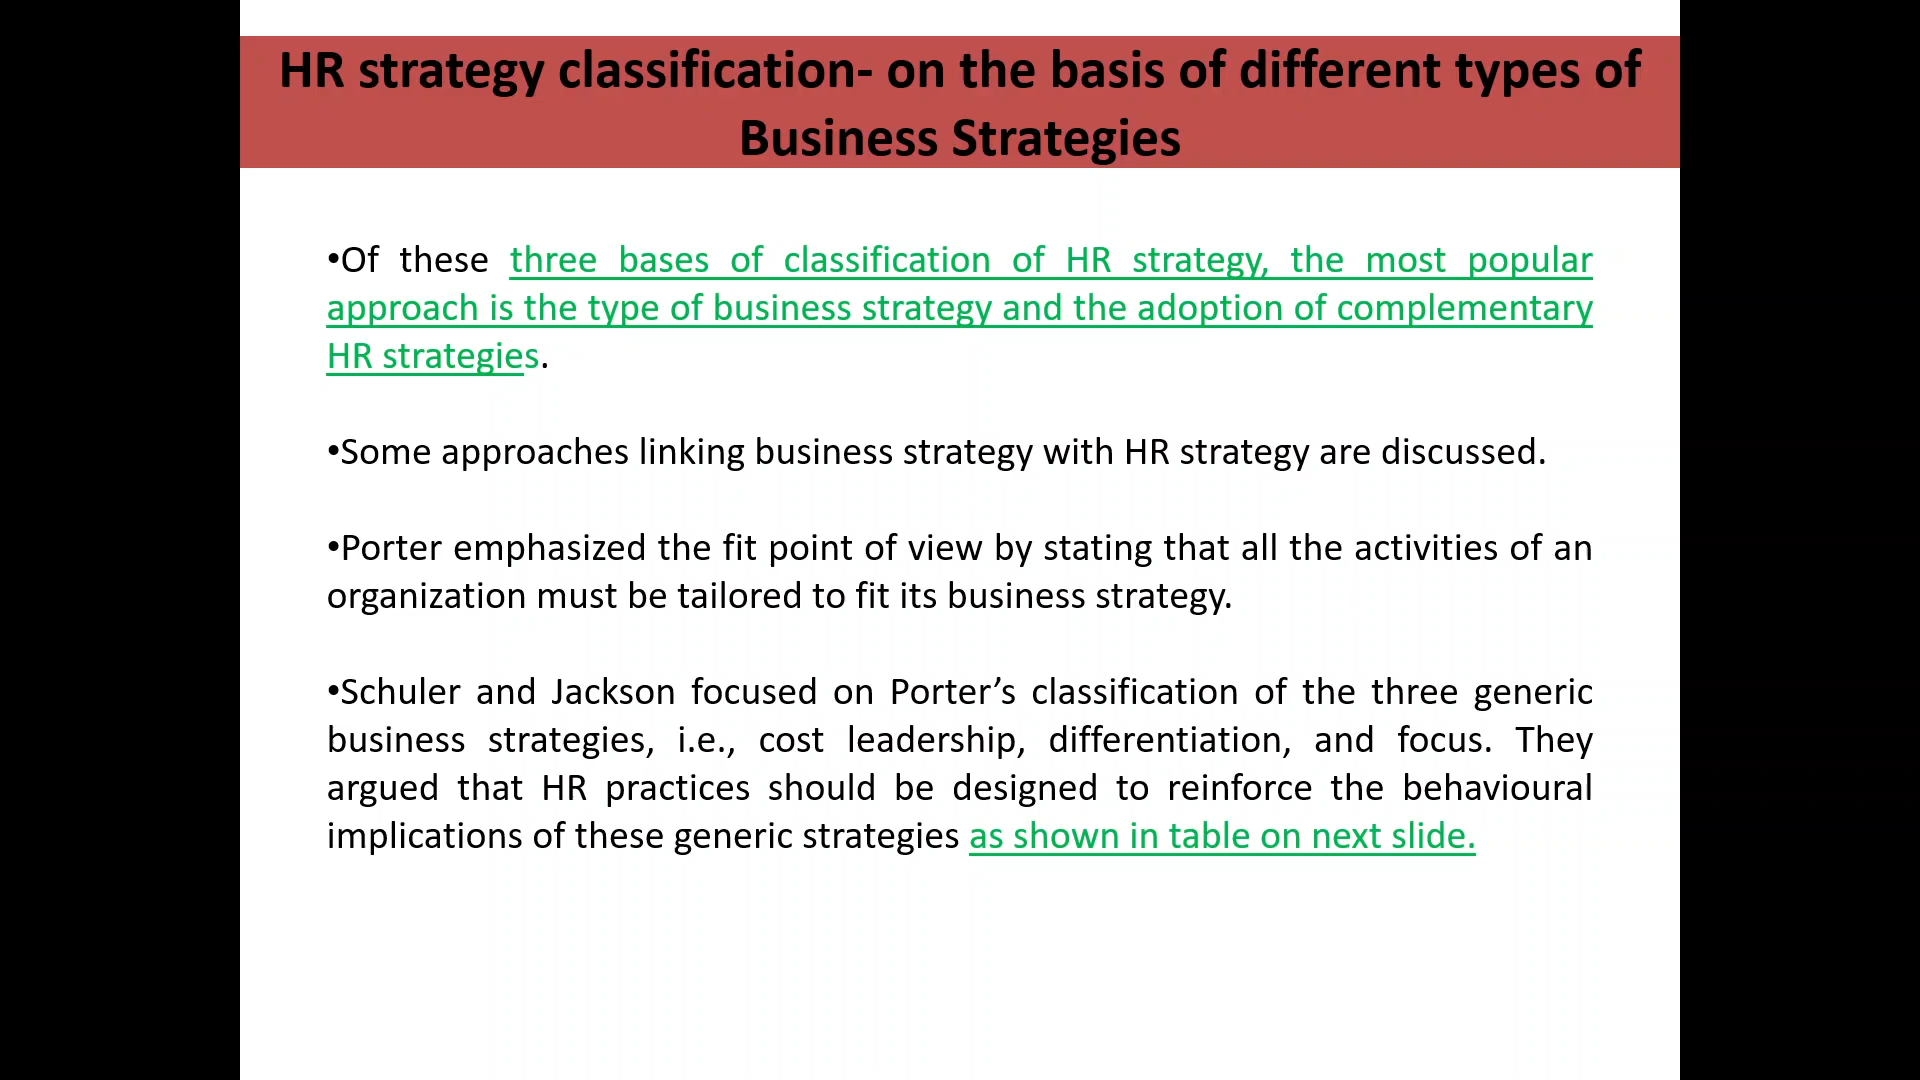 HR strategy classification- on the basis of different types of
Business Strategies
•Of these three bases of classification of HR strategy, the most popular
approach is the type of business strategy and the adoption of complementary
HR strategies.
•Some approaches linking business strategy with HR strategy are discussed.
•Porter emphasized the fit point of view by stating that all the activities of an
organization must be tailored to fit its business strategy.
•Schuler and Jackson focused on Porter’s classification of the three generic
business strategies, i.e., cost leadership, differentiation, and focus. They
argued that HR practices should be designed to reinforce the behavioural
implications of these generic strategies as shown in table on next slide.